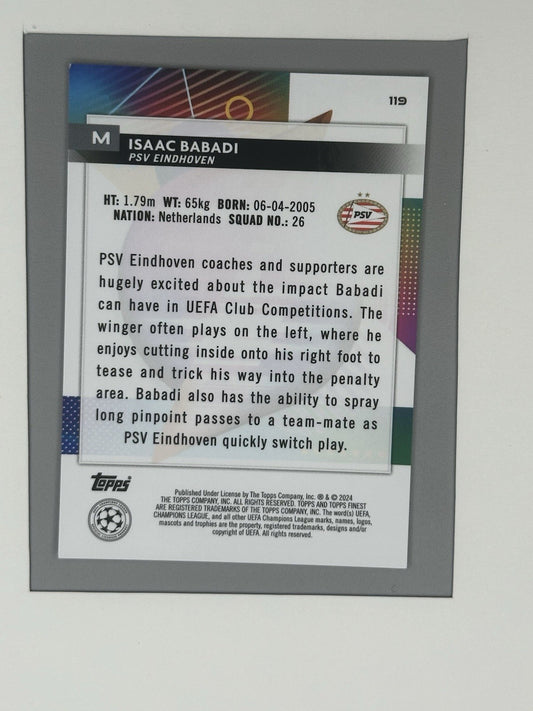 119
M
ISAAC BABADI
PSV EINDHOVEN
HT: 1.79m WT: 65kg BORN: 06-04-2005
NATION: Netherlands SQUAD NO.: 26
PSV
PSV Eindhoven coaches and supporters are
hugely excited about the impact Babadi
can have in UEFA Club Competitions. The
winger often plays on the left, where he
enjoys cutting inside onto his right foot to
tease and trick his way into the penalty
area. Babadi also has the ability to spray
long pinpoint passes to a team-mate as
PSV Eindhoven quickly switch play.
Topps
Published Under License by The Topps Company, Inc. ® & © 2024
THE TOPPS COMPANY, INC. ALL RIGHTS RESERVED. TOPPS AND TOPPS FINEST
ARE REGISTERED TRADEMARKS OF THE TOPPS COMPANY, INC. The word(s) UEFA,
CHAMPIONS LEAGUE, and all other UEFA Champions League marks, names, logos,
mascots and trophies are the property, registered trademarks, designs and/or
copyright of UEFA. All rights reserved.